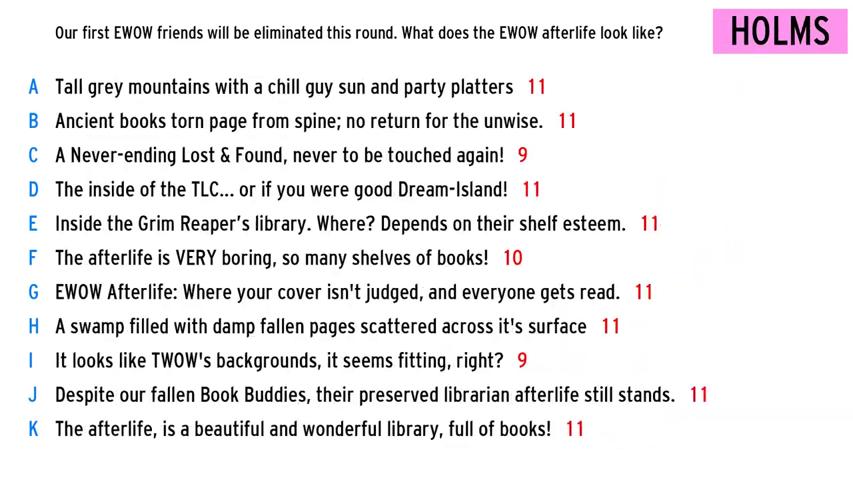 Our first EWOW friends will be eliminated this round. What does the EWOW afterlife look like?
HOLMS
A Tall grey mountains with a chill guy sun and party platters 11
B Ancient books torn page from spine; no return for the unwise. 11
C A Never-ending Lost & Found, never to be touched again! 9
D The inside of the TLC... or if you were good Dream-Island! 11
E Inside the Grim Reaper's library. Where? Depends on their shelf esteem. 11
F The afterlife is VERY boring, so many shelves of books! 10
G EWOW Afterlife: Where your cover isn't judged, and everyone gets read. 11
H A swamp filled with damp fallen pages scattered across it's surface 11
I It looks like TWOW's backgrounds, it seems fitting, right? 9
J Despite our fallen Book Buddies, their preserved librarian afterlife still stands. 11
K The afterlife, is a beautiful and wonderful library, full of books! 11